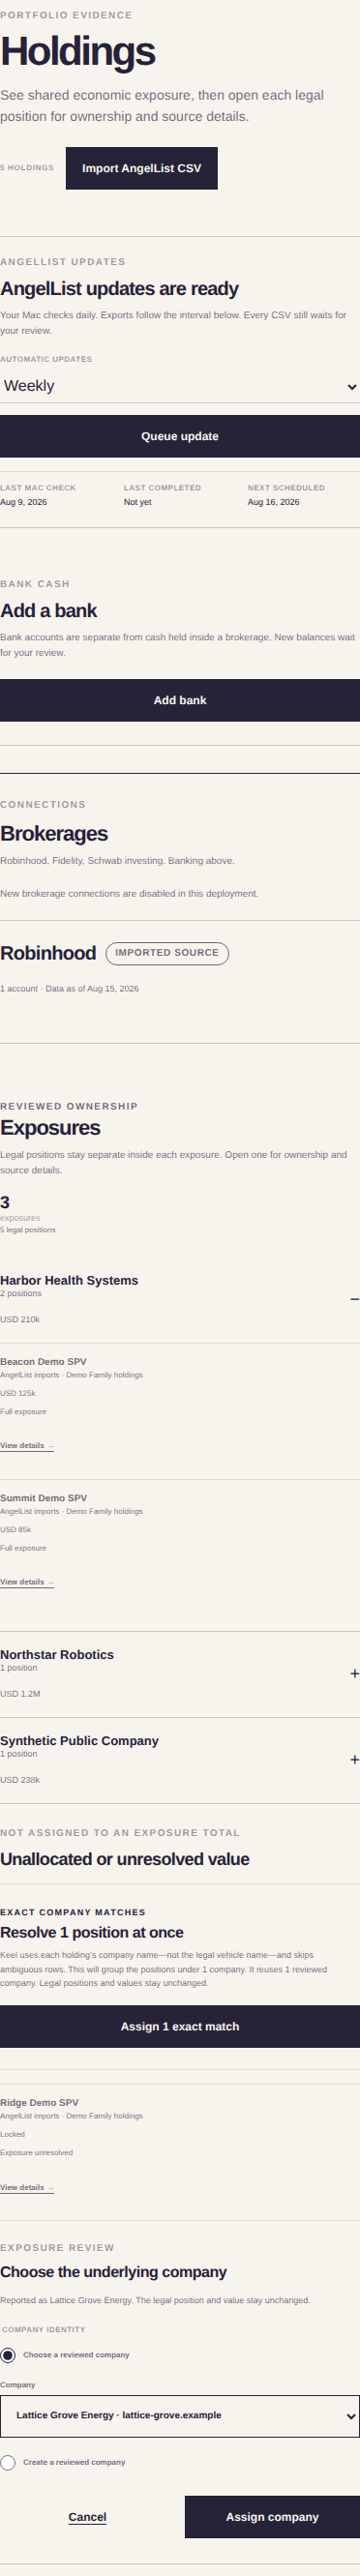 PORTFOLIO EVIDENCE
Holdings
See shared economic exposure, then open each legal
position for ownership and source details.
5 HOLDINGS
Import AngelList CSV
ANGELLIST UPDATES
AngelList updates are ready
Your Mac checks daily. Exports follow the interval below. Every CSV still waits for
your review.
AUTOMATIC UPDATES
Weekly
Queue update
LAST MAC CHECK
Aug 9, 2026
LAST COMPLETED
Not yet
NEXT SCHEDULED
Aug 16, 2026
BANK CASH
Add a bank
Bank accounts are separate from cash held inside a brokerage. New balances wait
for your review.
Add bank
CONNECTIONS
Brokerages
Robinhood, Fidelity, Schwab investing. Banking above.
New brokerage connections are disabled in this deployment.
Robinhood
IMPORTED SOURCE
1 account · Data as of Aug 15, 2026
REVIEWED OWNERSHIP
Exposures
Legal positions stay separate inside each exposure. Open one for ownership and
source details.
3
exposures
5 legal positions
Harbor Health Systems
2 positions
USD 210k
−
Beacon Demo SPV
AngelList imports · Demo Family holdings
USD 125k
Full exposure
View details →
Summit Demo SPV
AngelList imports · Demo Family holdings
USD 85k
Full exposure
View details →
Northstar Robotics
1 position
USD 1.2M
+
Synthetic Public Company
1 position
USD 238k
+
NOT ASSIGNED TO AN EXPOSURE TOTAL
Unallocated or unresolved value
EXACT COMPANY MATCHES
Resolve 1 position at once
Keel uses each holding's company name—not the legal vehicle name—and skips
ambiguous rows. This will group the positions under 1 company. It reuses 1 reviewed
company. Legal positions and values stay unchanged.
Assign 1 exact match
Ridge Demo SPV
AngelList imports · Demo Family holdings
Locked
Exposure unresolved
View details →
EXPOSURE REVIEW
Choose the underlying company
Reported as Lattice Grove Energy. The legal position and value stay unchanged.
COMPANY IDENTITY
Choose a reviewed company
Company
Lattice Grove Energy · lattice-grove.example
Create a reviewed company
Cancel
Assign company